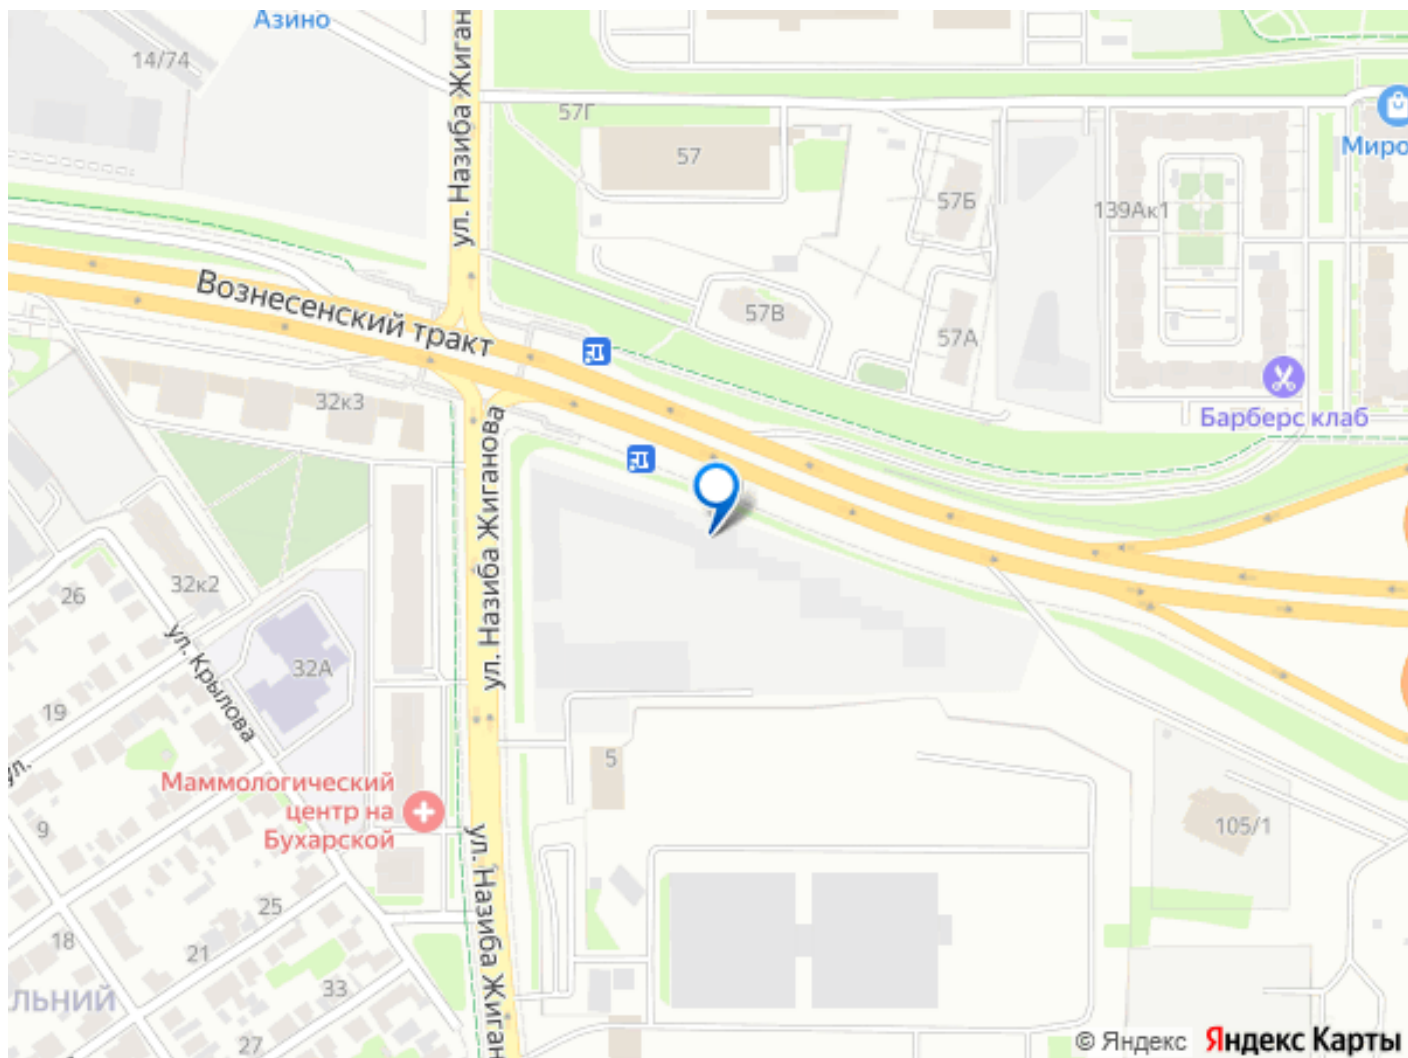 Азино
14/74
ул. Назиба Жиган
57Г
57
Миро
57Б
139Ак1
Вознесенский тракт
57В
57А
32к3
Барберс клаб
ул. Назиба Жиганова
32к2
26
ул. Крылова
32А
19
ул.
5
Маммологический
центр на
Бухарской
9
105/1
ул. Назиба Жиган
25
18
21
33
ЛЬНИЙ
27
© Яндекс Яндекс Карты